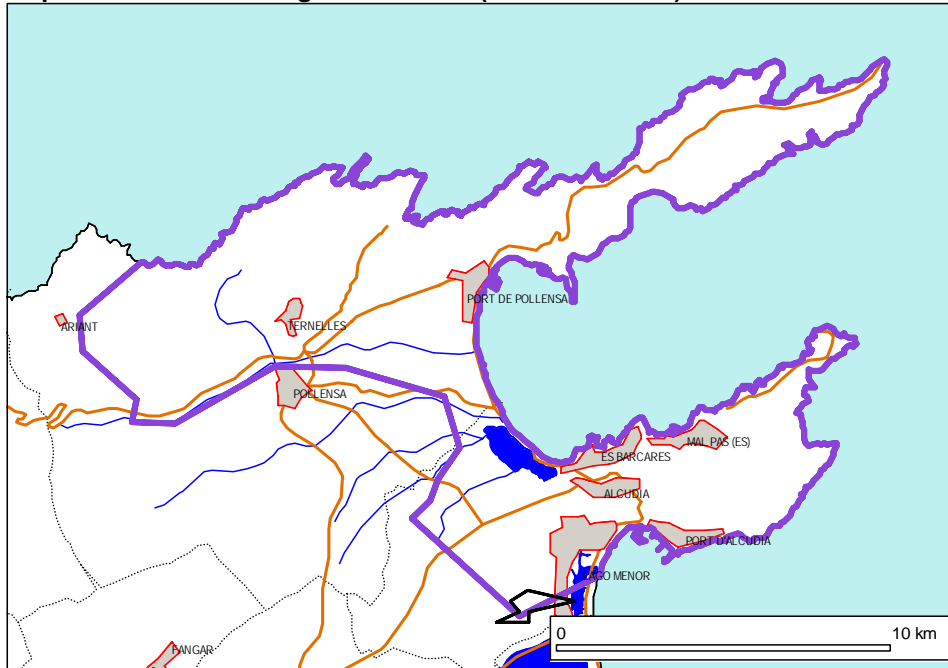 ARIANT
TERNELLES
PORT DE POLLENSA
POLLENSA
MAL PAS (ES)
ES BARCARES
ALCUDIA
PORT D'ALCUDIA
LAGO MENOR
FANGAR
0 10 km